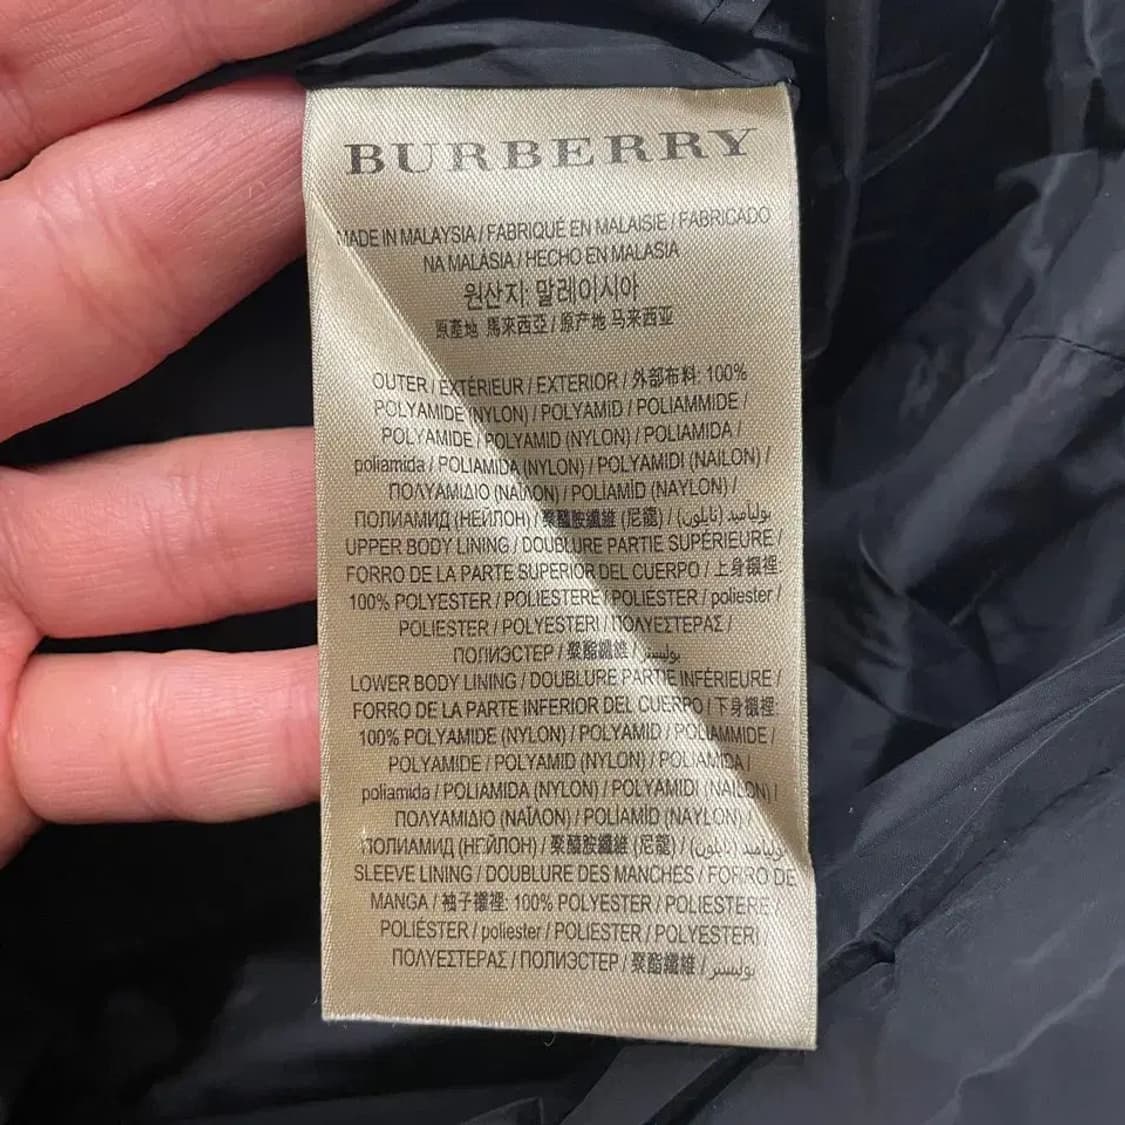 BURBERRY
MADE IN MALAYSIA / FABRIQUÉ EN MALAISIE / FABRICADO
NA MALÁSIA / HECHO EN MALASIA
원산지: 말레이시아
原產地 馬來西亞 / 原产地 马来西亚
OUTER / EXTÉRIEUR / EXTERIOR / 外部布料: 100%
POLYAMIDE (NYLON) / POLYAMID / POLIAMMIDE /
POLYAMIDE / POLYAMID (NYLON) / POLIAMIDA /
poliamida / POLIAMIDA (NYLON) / POLYAMIDI (NAILON) /
ΠΟΛΥΑΜΙΔΙΟ (ΝΑΪΛΟΝ) / POLİAMİD (NAYLON) /
ПОЛИАМИД (НЕЙЛОН) / 聚醯胺纖維 (尼龍) / بولياميد (نايلون) /
UPPER BODY LINING / DOUBLURE PARTIE SUPÉRIEURE /
FORRO DE LA PARTE SUPERIOR DEL CUERPO / 上身襯裡:
100% POLYESTER / POLIESTERE / POLIÉSTER / poliester /
POLIESTER / POLYESTERI / ΠΟΛΥΕΣΤΕΡΑΣ /
ПОЛИЭСТЕР / 聚酯纖維 / بوليستر
LOWER BODY LINING / DOUBLURE PARTIE INFÉRIEURE /
FORRO DE LA PARTE INFERIOR DEL CUERPO / 下身襯裡:
100% POLYAMIDE (NYLON) / POLYAMID / POLIAMMIDE /
POLYAMIDE / POLYAMID (NYLON) / POLIAMIDA /
poliamida / POLIAMIDA (NYLON) / POLYAMIDI (NAILON) /
ΠΟΛΥΑΜΙΔΙΟ (ΝΑΪΛΟΝ) / POLİAMİD (NAYLON) /
ПОЛИАМИД (НЕЙЛОН) / 聚醯胺纖維 (尼龍) / بولياميد (نايلون) /
SLEEVE LINING / DOUBLURE DES MANCHES / FORRO DE
MANGA / 袖子襯裡: 100% POLYESTER / POLIESTERE /
POLIÉSTER / poliester / POLIESTER / POLYESTERI /
ΠΟΛΥΕΣΤΕΡΑΣ / ПОЛИЭСТЕР / 聚酯纖維 / بوليستر